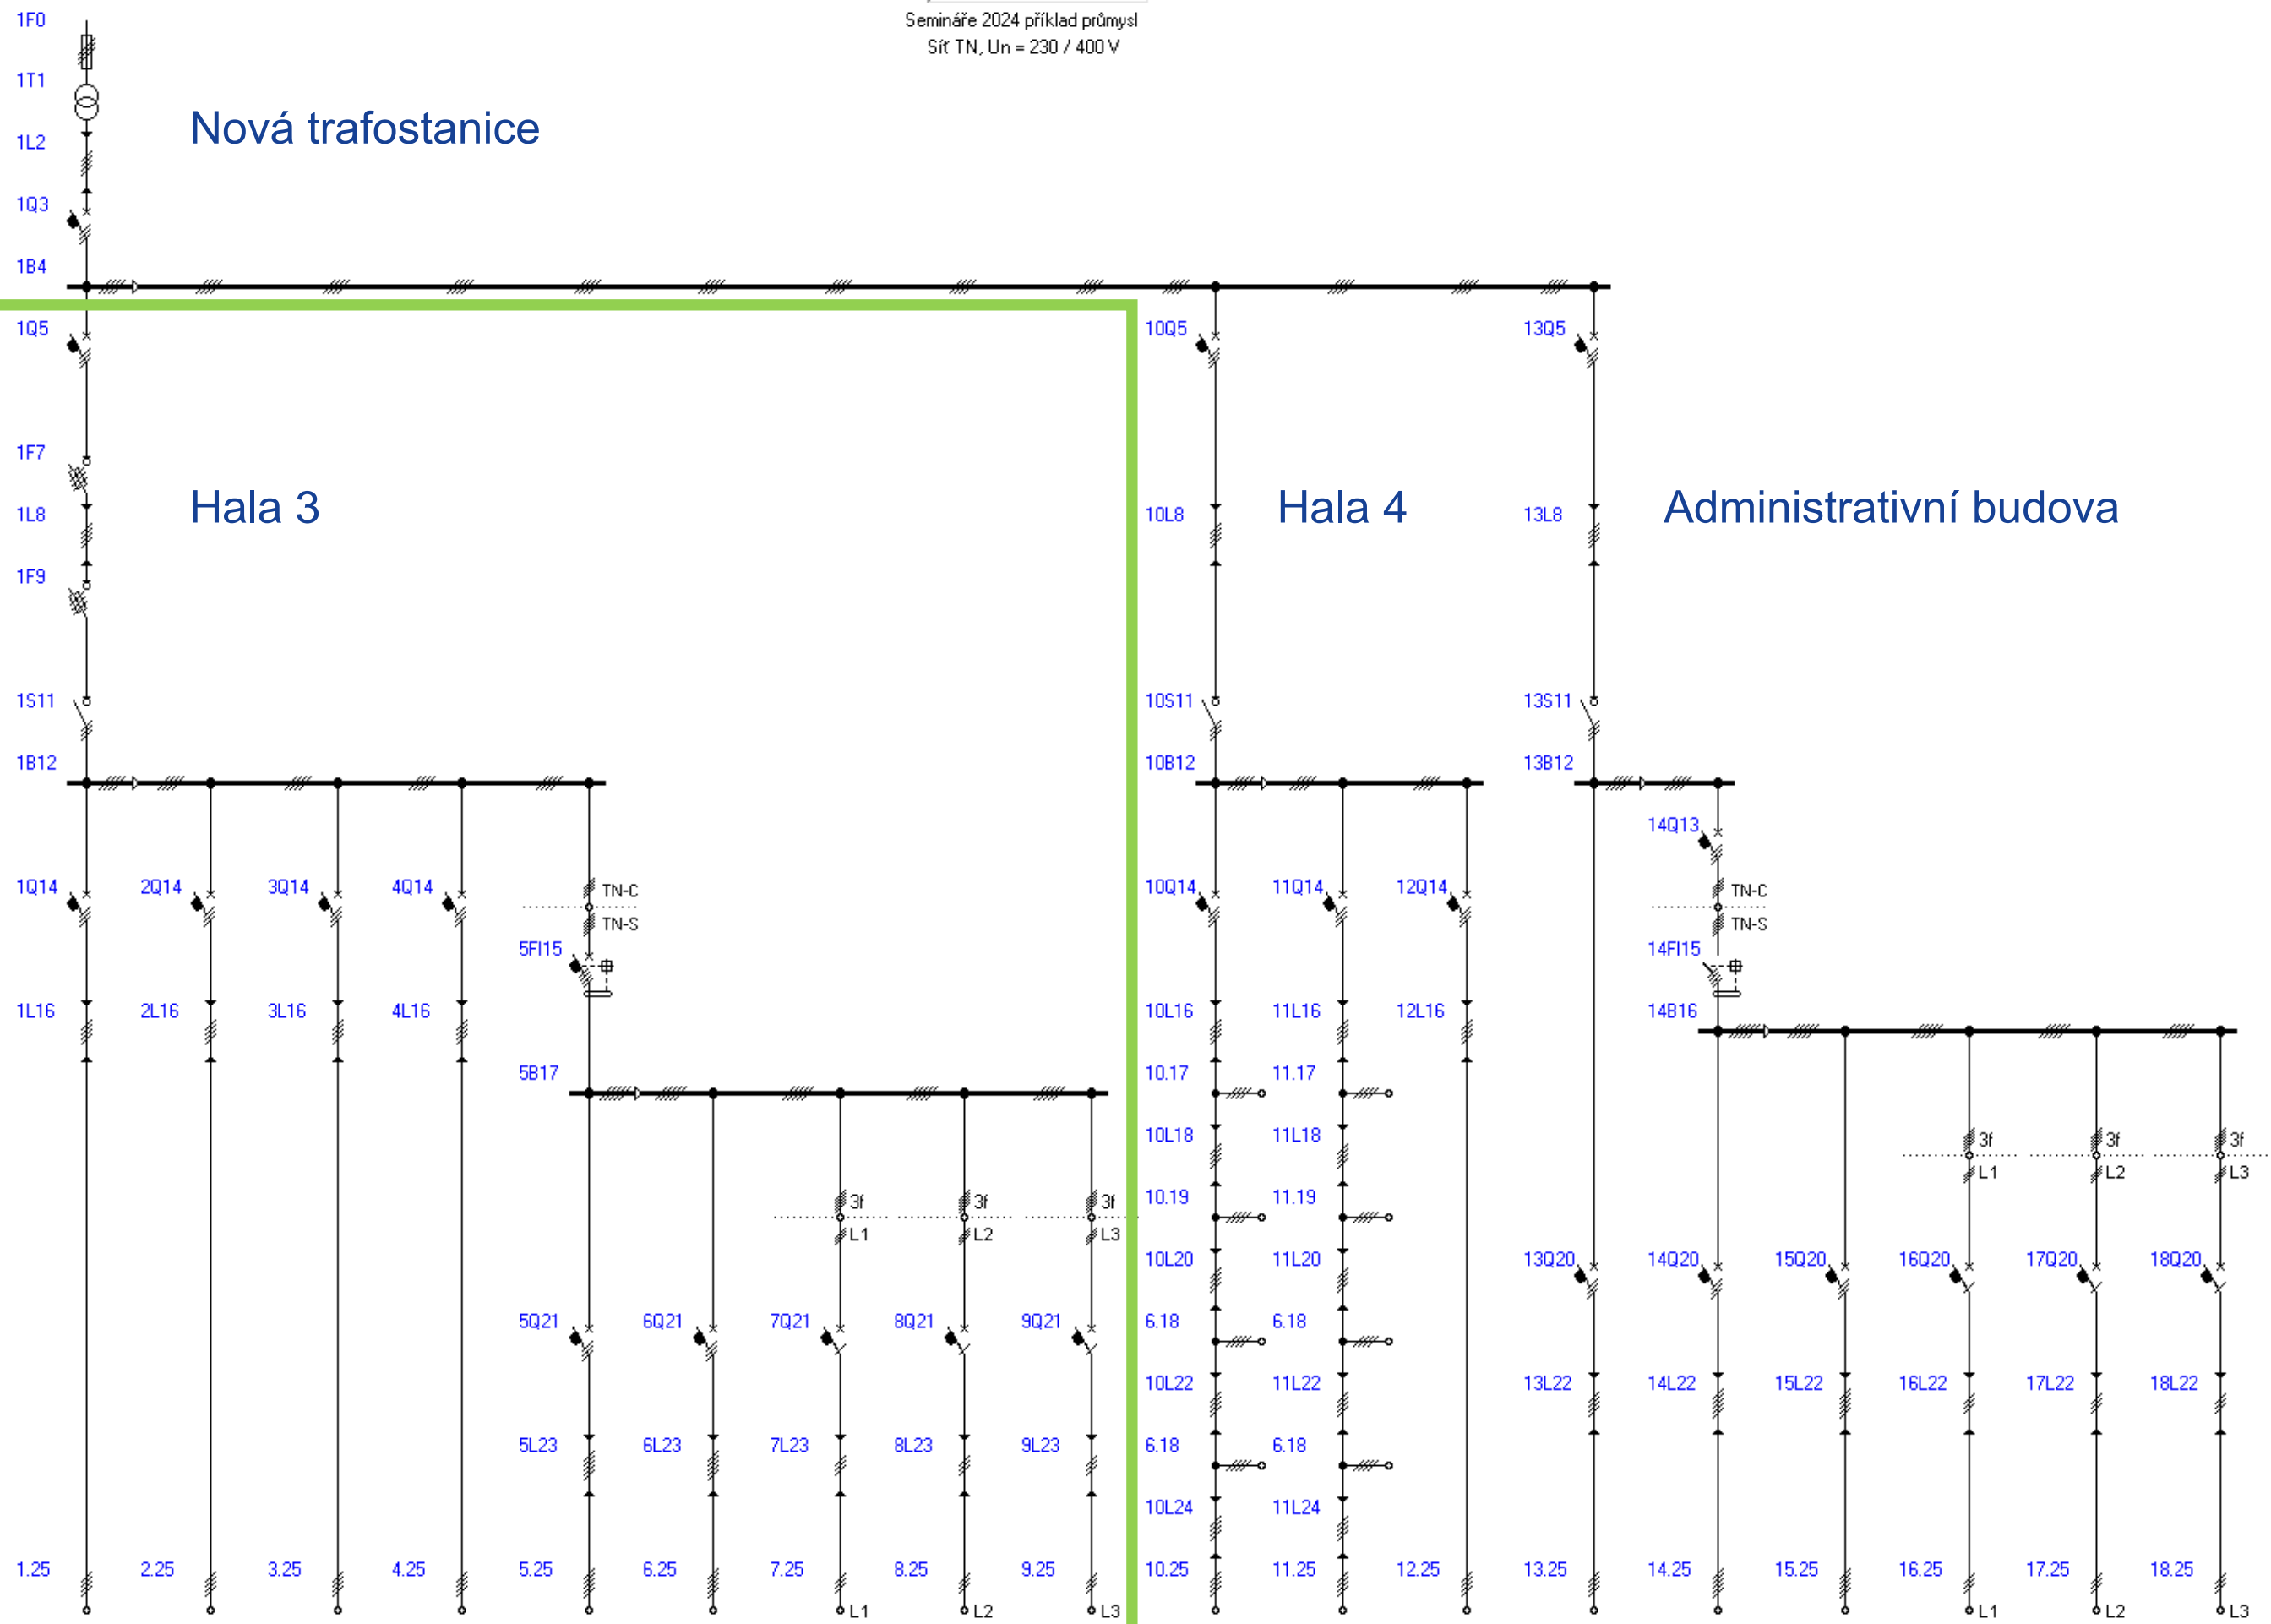 Semináře 2024 příklad průmysl
Síť TN, Un = 230 / 400 V
1F0
1T1
Nová trafostanice
1L2
1Q3
1B4
1Q5 10Q5 13Q5
1F7
1L8 Hala 3 10L8 Hala 4 13L8 Administrativní budova
1F9
1S11 10S11 13S11
1B12 10B12 13B12
14Q13
1Q14 2Q14 3Q14 4Q14 TN-C 10Q14 11Q14 12Q14 TN-C
TN-S TN-S
5FI15 14FI15
1L16 2L16 3L16 4L16 10L16 11L16 12L16 14B16
5B17 10.17 11.17
10L18 11L18 3f 3f 3f
L1 L2 L3
3f 3f 3f 10.19 11.19
L1 L2 L3
10L20 11L20 13Q20 14Q20 15Q20 16Q20 17Q20 18Q20
5Q21 6Q21 7Q21 8Q21 9Q21 6.18 6.18
10L22 11L22 13L22 14L22 15L22 16L22 17L22 18L22
5L23 6L23 7L23 8L23 9L23 6.18 6.18
10L24 11L24
1.25 2.25 3.25 4.25 5.25 6.25 7.25 8.25 9.25 10.25 11.25 12.25 13.25 14.25 15.25 16.25 17.25 18.25
L1 L2 L3 L1 L2 L3